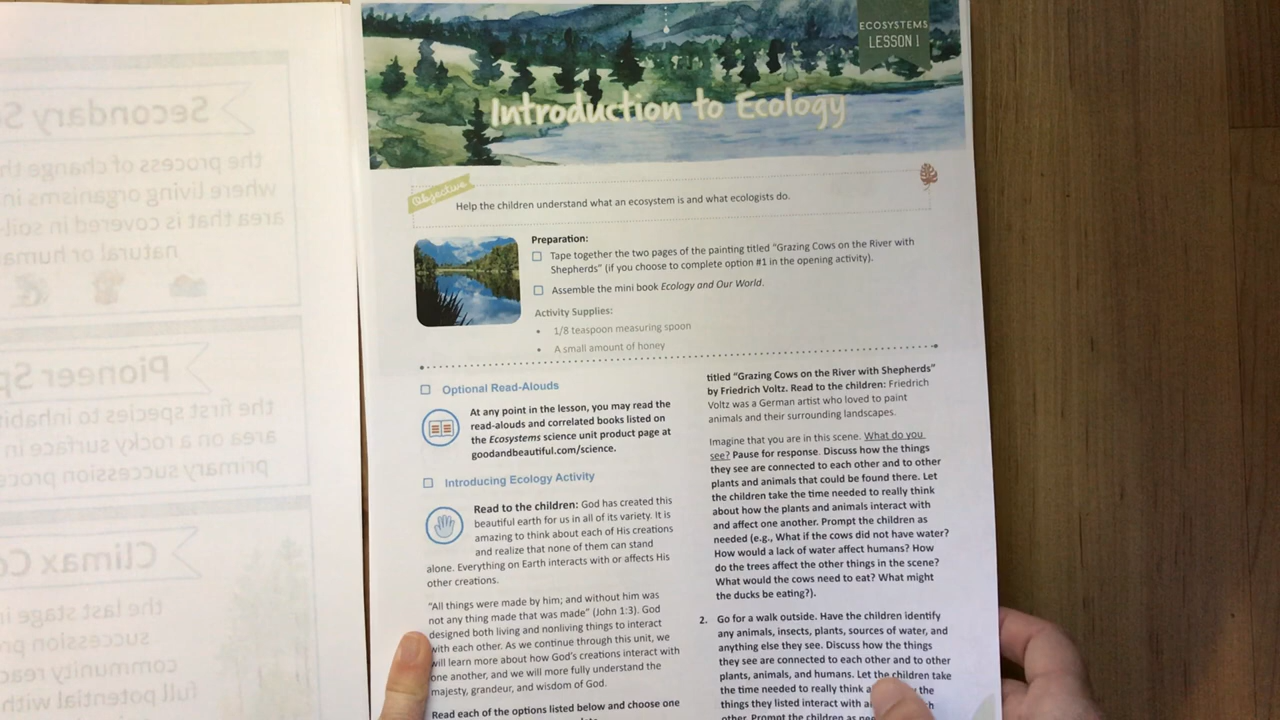 Secondary S
the process of change th
where living organisms in
area that is covered in soil-
natural or huma
Pioneer Sp
the first species to inhabi
area on a rocky surface in
primary succession proc
Climax Co
the last stage i
succession pr
community reac
full potential with
ECOSYSTEMS
LESSON 1
Introduction to Ecology
Objective
Help the children understand what an ecosystem is and what ecologists do.
Preparation:
Tape together the two pages of the painting titled "Grazing Cows on the River with
Shepherds" (if you choose to complete option #1 in the opening activity).
Assemble the mini book Ecology and Our World.
Activity Supplies:
• 1/8 teaspoon measuring spoon
• A small amount of honey
Optional Read-Alouds
At any point in the lesson, you may read the
read-alouds and correlated books listed on
the Ecosystems science unit product page at
goodandbeautiful.com/science.
Introducing Ecology Activity
Read to the children: God has created this
beautiful earth for us in all of its variety. It is
amazing to think about each of His creations
and realize that none of them can stand
alone. Everything on Earth interacts with or affects His
other creations.
"All things were made by him; and without him was
not any thing made that was made" (John 1:3). God
designed both living and nonliving things to interact
with each other. As we continue through this unit, we
will learn more about how God's creations interact with
one another, and we will more fully understand the
majesty, grandeur, and wisdom of God.
Read each of the options listed below and choose one
titled "Grazing Cows on the River with Shepherds"
by Friedrich Voltz. Read to the children: Friedrich
Voltz was a German artist who loved to paint
animals and their surrounding landscapes.
Imagine that you are in this scene. What do you
see? Pause for response. Discuss how the things
they see are connected to each other and to other
plants and animals that could be found there. Let
the children take the time needed to really think
about how the plants and animals interact with
and affect one another. Prompt the children as
needed (e.g., What if the cows did not have water?
How would a lack of water affect humans? How
do the trees affect the other things in the scene?
What would the cows need to eat? What might
the ducks be eating?).
2. Go for a walk outside. Have the children identify
any animals, insects, plants, sources of water, and
anything else they see. Discuss how the things
they see are connected to each other and to other
plants, animals, and humans. Let the children take
the time needed to really think a the
things they listed interact with
other. Prompt the children as